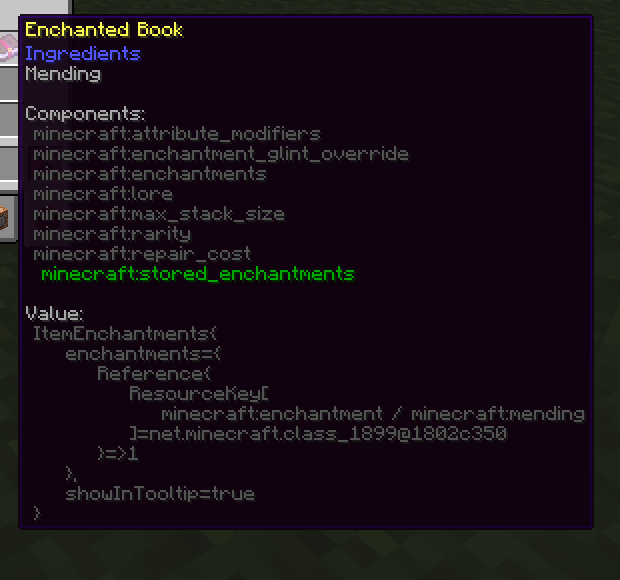 Enchanted Book
Ingredients
Mending
Components:
minecraft:attribute_modifiers
minecraft:enchantment_glint_override
minecraft:enchantments
minecraft:lore
minecraft:max_stack_size
minecraft:rarity
minecraft:repair_cost
minecraft:stored_enchantments
Value:
ItemEnchantments{
enchantments={
Reference{
ResourceKey[
minecraft:enchantment / minecraft:mending
]=net.minecraft.class_1899@1802c350
}=>1
},
showInTooltip=true
}